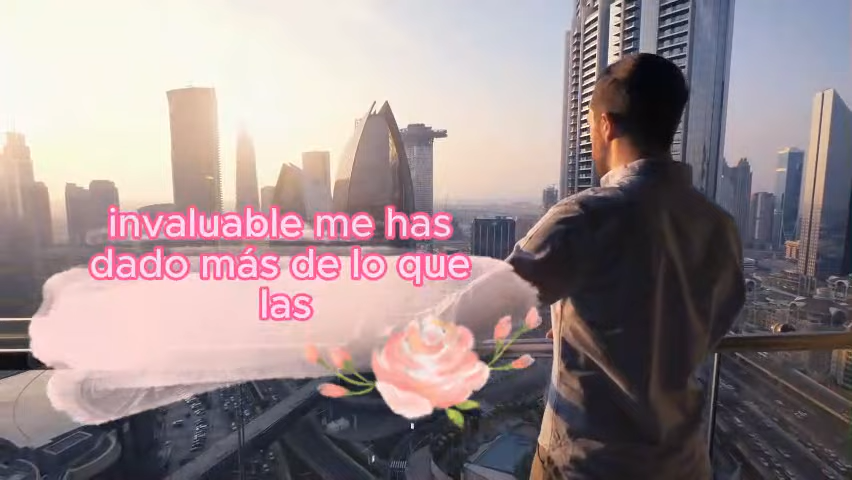 invaluable me has
dado más de lo que
las